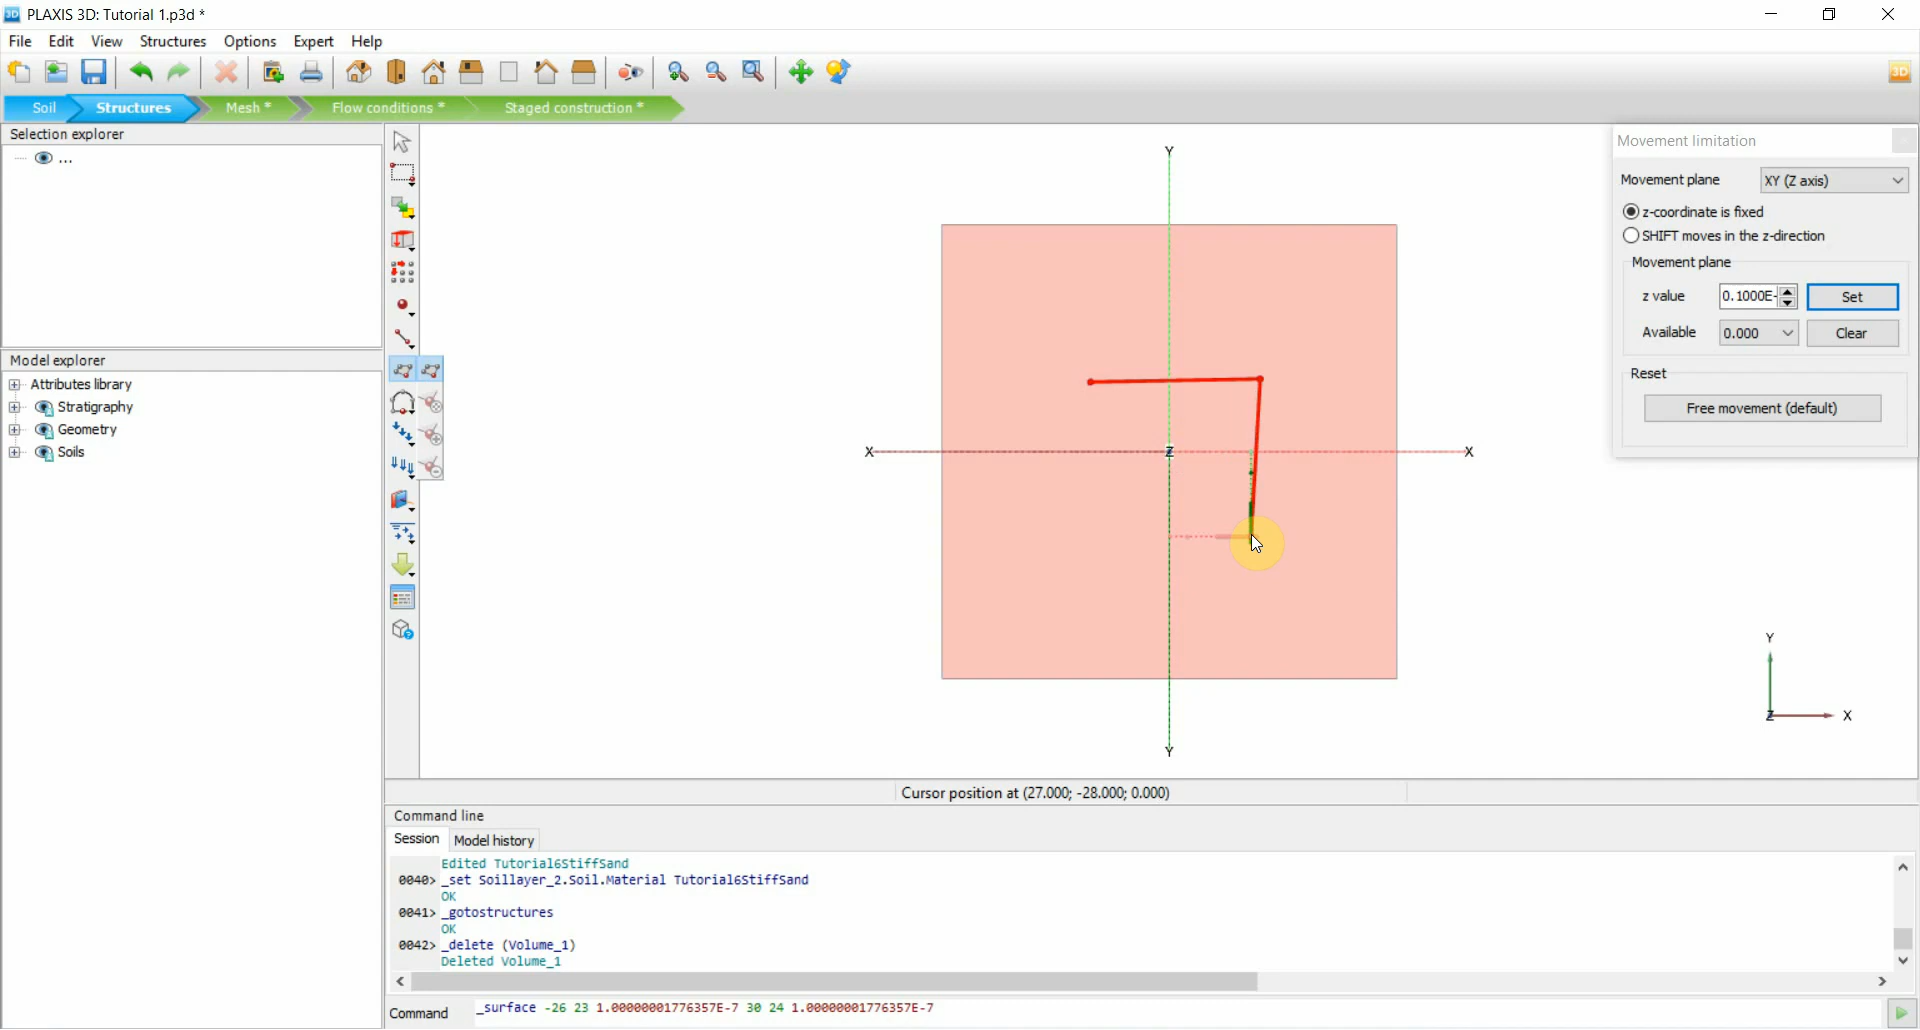 PLAXIS 3D: Tutorial 1.p3d *
File Edit View Structures Options Expert Help
3D
Soil Structures Mesh * Flow conditions * Staged construction *
Selection explorer
...
Model explorer
Attributes library
Stratigraphy
Geometry
Soils
Movement limitation
Movement plane XY (Z axis)
z-coordinate is fixed
SHIFT moves in the z-direction
Movement plane
z value 0.1000E- Set
Available 0.000 Clear
Reset
Free movement (default)
Y
X Z X
Y
Y
Z X
Cursor position at (27.000; -28.000; 0.000)
Command line
Session Model history
Edited Tutorial6StiffSand
0040> _set Soillayer_2.Soil.Material Tutorial6StiffSand
OK
0041> _gotostructures
OK
0042> _delete (Volume_1)
Deleted Volume_1
Command _surface -26 23 1.00000001776357E-7 30 24 1.00000001776357E-7